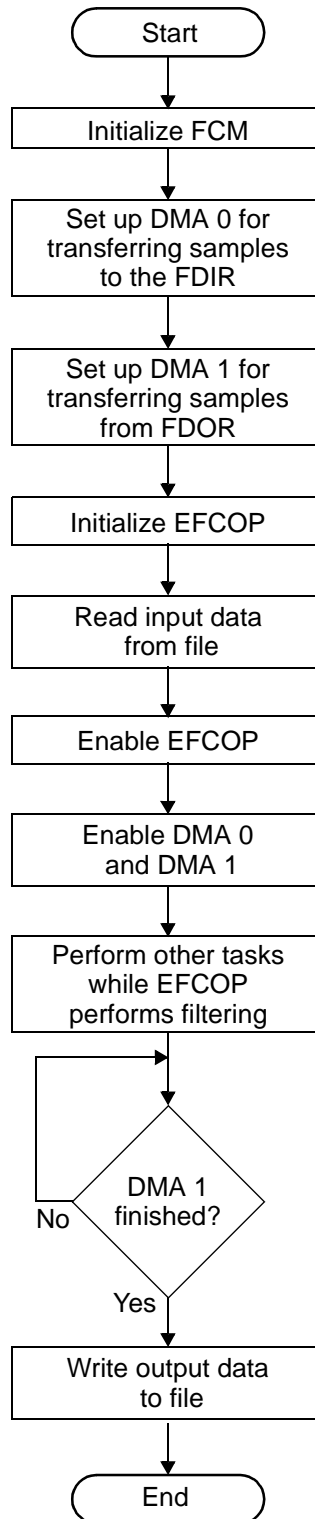 Start
Initialize FCM
Set up DMA 0 for
transferring samples
to the FDIR
Set up DMA 1 for
transferring samples
from FDOR
Initialize EFCOP
Read input data
from file
Enable EFCOP
Enable DMA 0
and DMA 1
Perform other tasks
while EFCOP
performs filtering
DMA 1
finished?
No
Yes
Write output data
to file
End